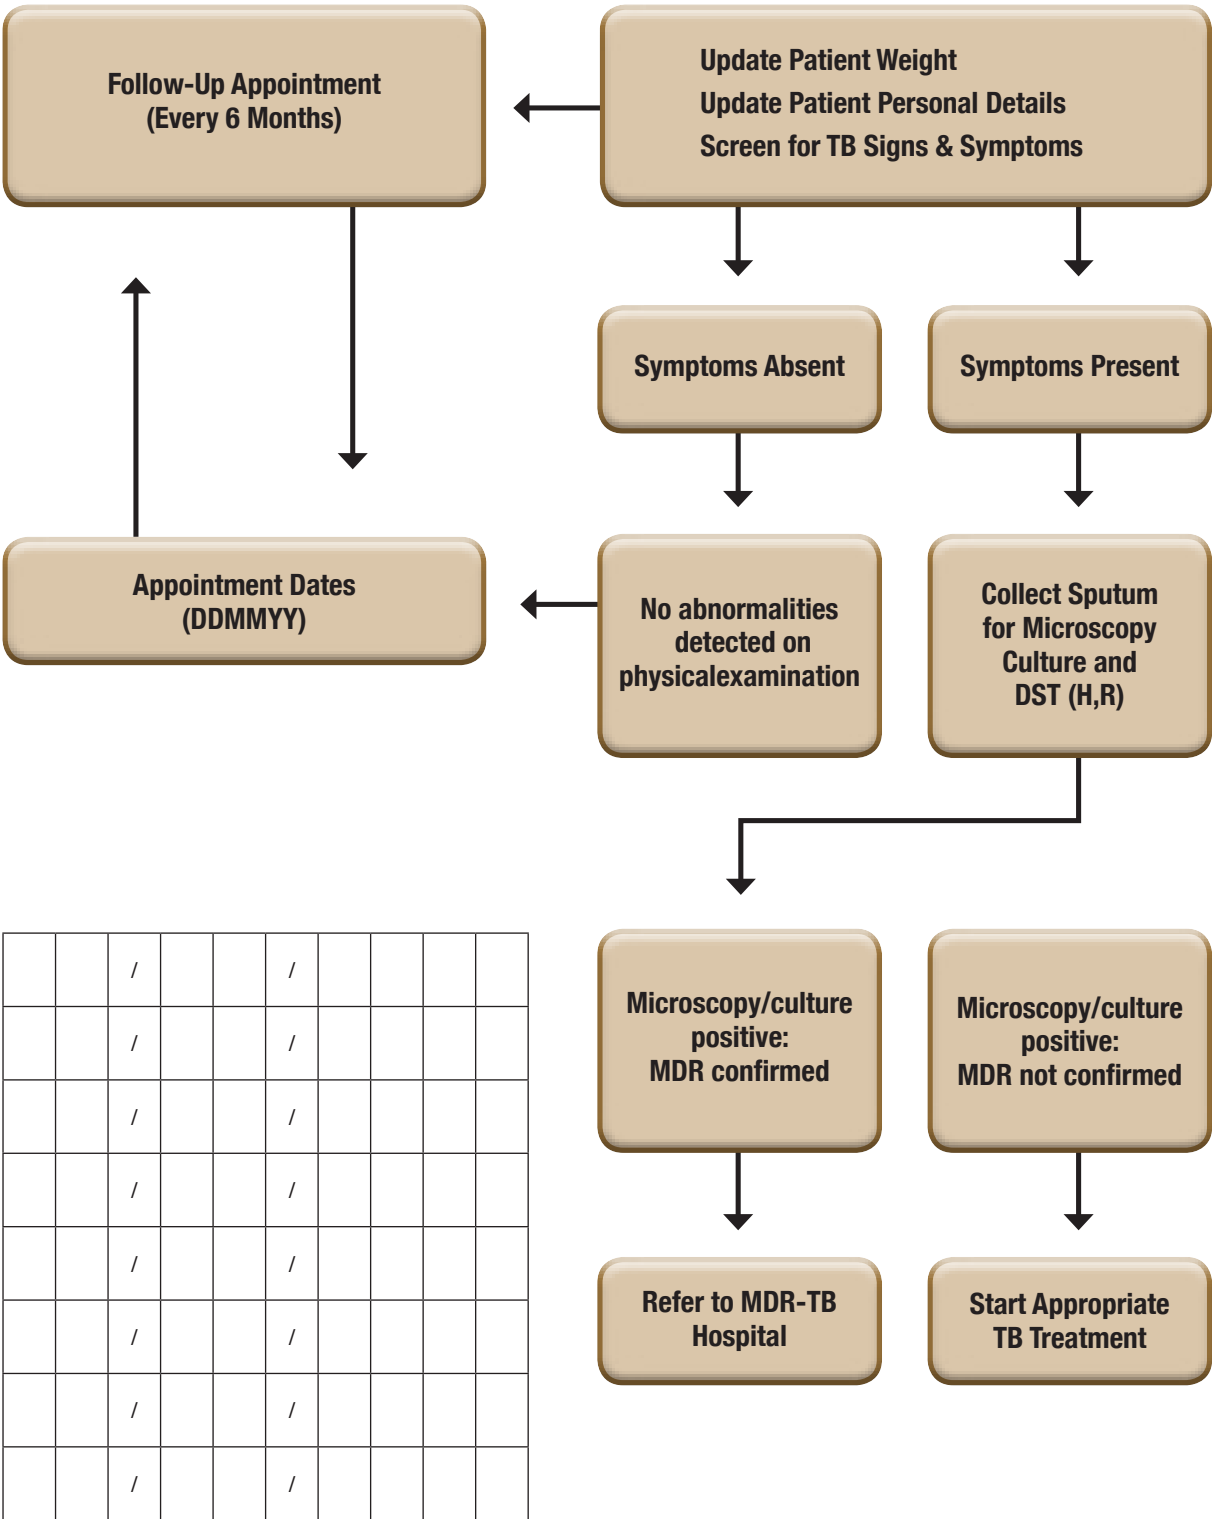 Follow-Up Appointment
(Every 6 Months)
Update Patient Weight
Update Patient Personal Details
Screen for TB Signs & Symptoms
Symptoms Absent
Symptoms Present
Appointment Dates
(DDMMYY)
No abnormalities
detected on
physicalexamination
Collect Sputum
for Microscopy
Culture and
DST (H,R)
/ /
/ /
/ /
/ /
/ /
/ /
/ /
/ /
Microscopy/culture
positive:
MDR confirmed
Microscopy/culture
positive:
MDR not confirmed
Refer to MDR-TB
Hospital
Start Appropriate
TB Treatment